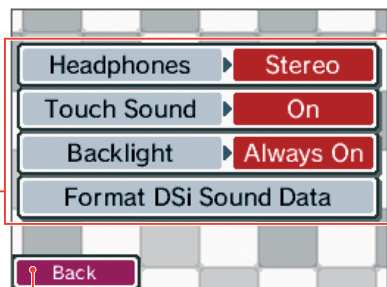 Headphones Stereo
Touch Sound On
Backlight Always On
Format DSi Sound Data
Back